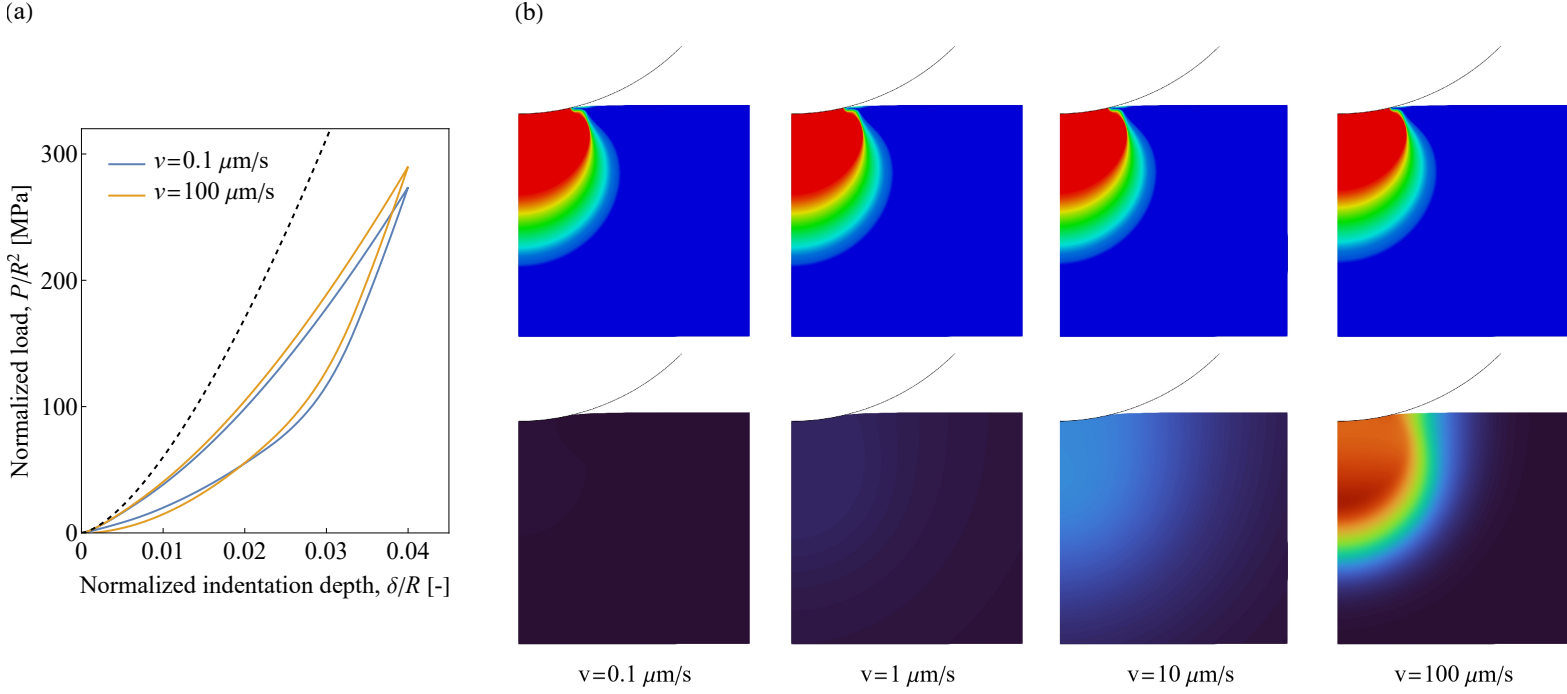 (a)
(b)
v=0.1 μm/s
v=100 μm/s
300
200
100
0
0
0.01
0.02
0.03
0.04
Normalized load, P/R² [MPa]
Normalized indentation depth, δ/R [-]
v=0.1 μm/s
v=1 μm/s
v=10 μm/s
v=100 μm/s